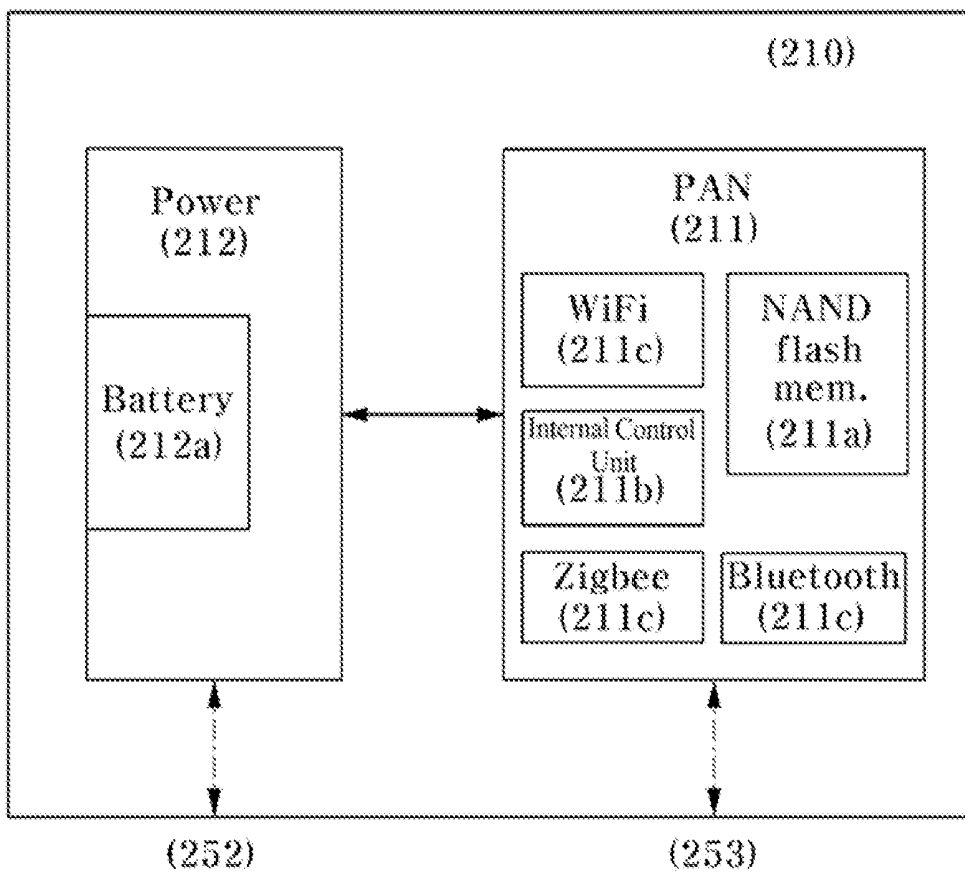 (210)
Power
(212)
Battery
(212a)
PAN
(211)
WiFi
(211c)
NAND
flash
mem.
(211a)
Internal Control
Unit
(211b)
Zigbee
(211c)
Bluetooth
(211c)
(252)
(253)